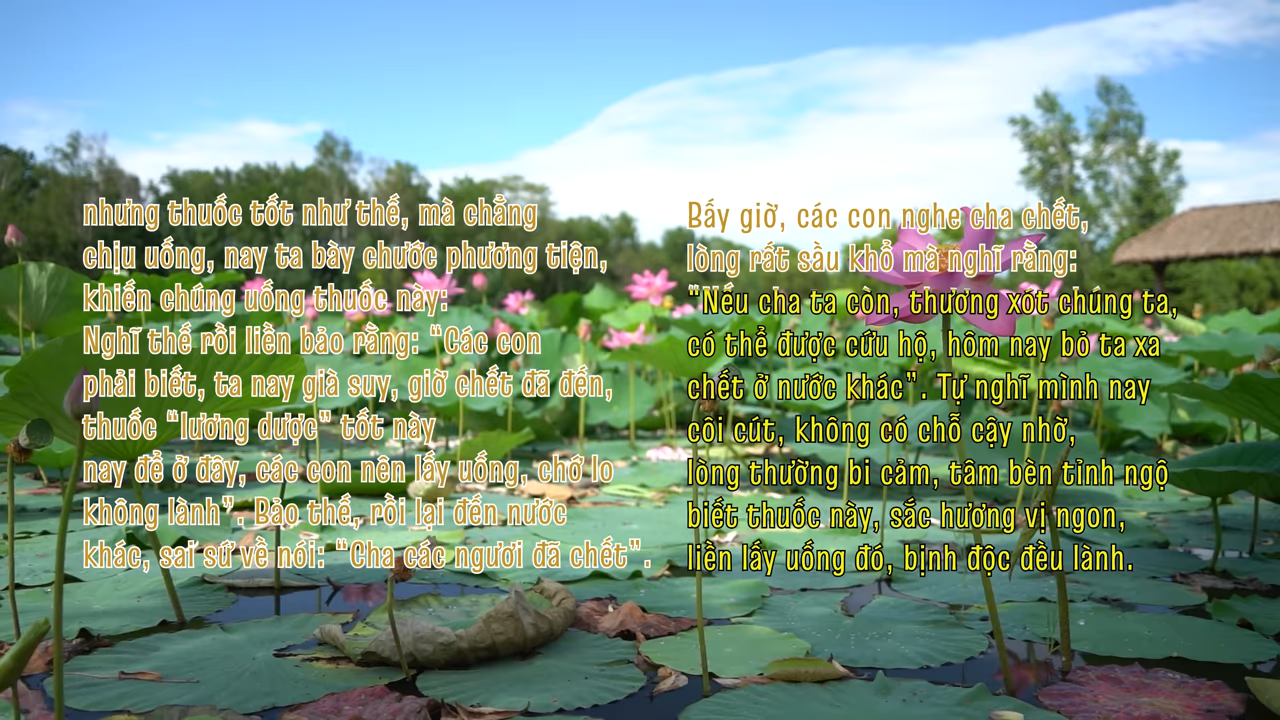 nhưng thuốc tốt như thế, mà chẳng
chịu uống, nay ta bày chước phương tiện,
khiến chúng uống thuốc này:
Nghĩ thế rồi liền bảo rằng: “Các con
phải biết, ta nay già suy, giờ chết đã đến,
thuốc “lương dược” tốt này
nay để ở đây, các con nên lấy uống, chớ lo
không lành”. Bảo thế, rồi lại đến nước
khác, sai sứ về nói: “Cha các ngươi đã chết”.
Bấy giờ, các con nghe cha chết,
lòng rất sầu khổ mà nghĩ rằng:
“Nếu cha ta còn, thương xót chúng ta,
có thể được cứu hộ, hôm nay bỏ ta xa
chết ở nước khác”. Tự nghĩ mình nay
côi cút, không có chỗ cậy nhờ,
lòng thường bi cảm, tâm bèn tỉnh ngộ
biết thuốc này, sắc hương vị ngon,
liền lấy uống đó, bịnh độc đều lành.